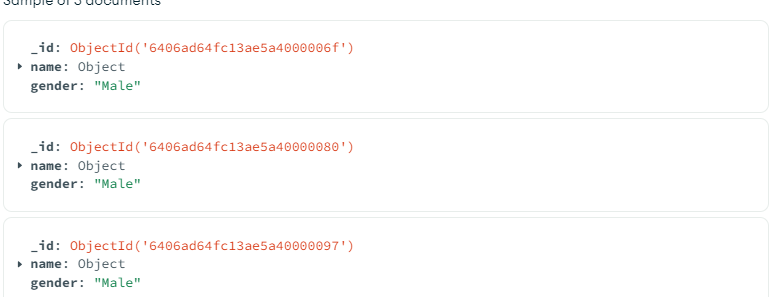 Sample of 5 documents
_id: ObjectId('6406ad64fc13ae5a4000006f')
name: Object
gender: "Male"
_id: ObjectId('6406ad64fc13ae5a40000080')
name: Object
gender: "Male"
_id: ObjectId('6406ad64fc13ae5a40000097')
name: Object
gender: "Male"